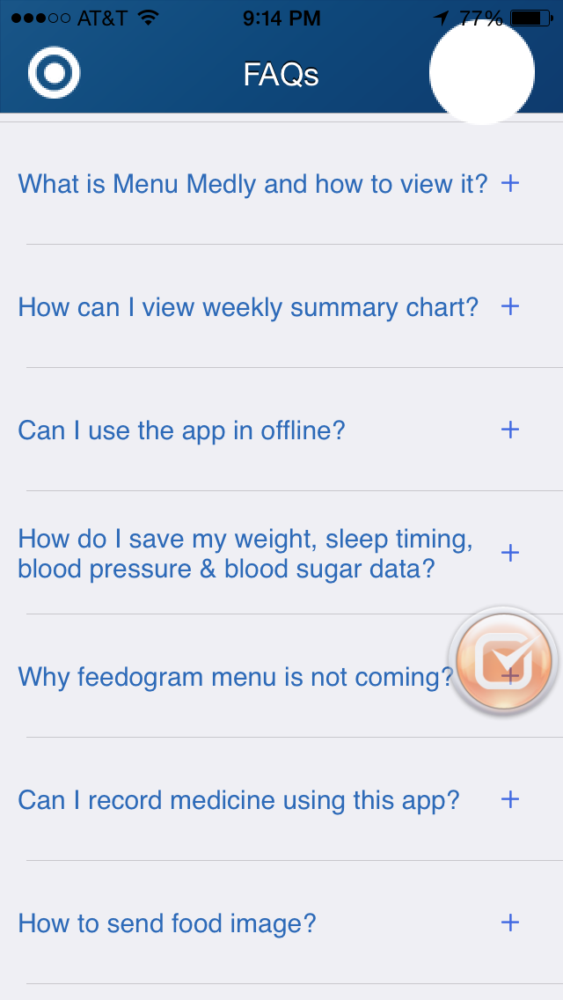 AT&T 9:14 PM 77%
FAQs
What is Menu Medly and how to view it? +
How can I view weekly summary chart? +
Can I use the app in offline? +
How do I save my weight, sleep timing,
blood pressure & blood sugar data? +
Why feedogram menu is not coming? +
Can I record medicine using this app? +
How to send food image? +